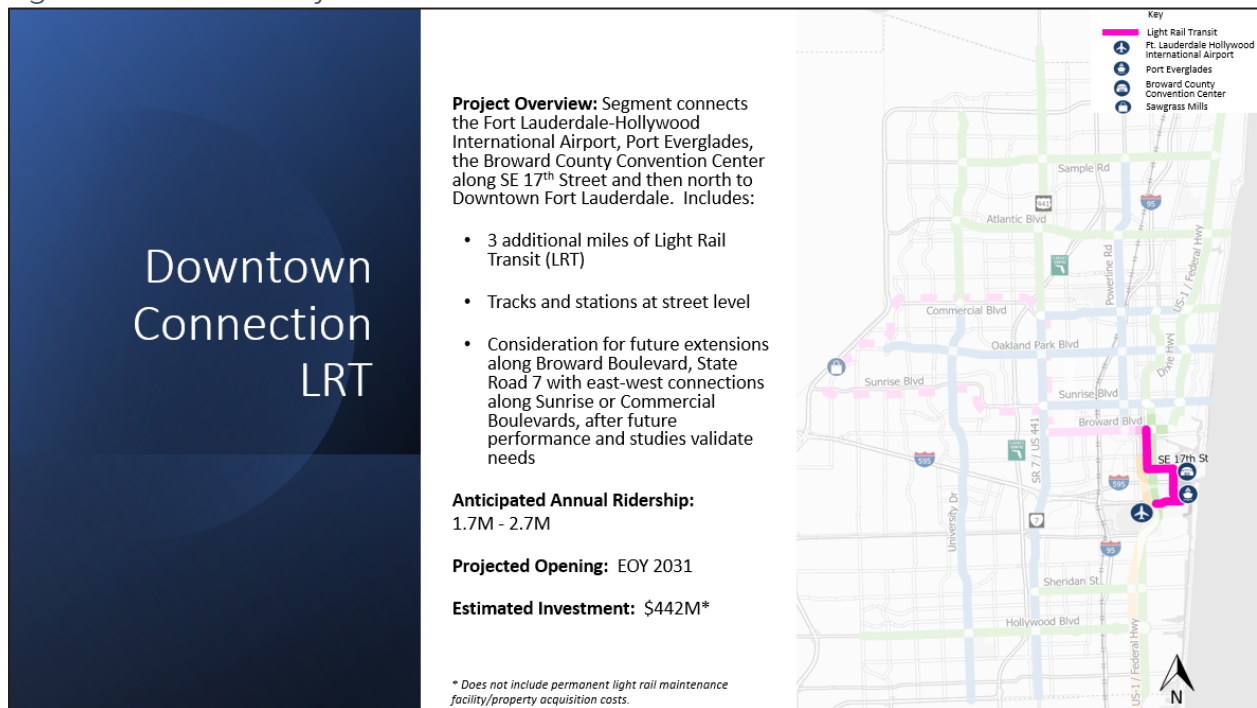 Downtown
Connection
LRT
Project Overview: Segment connects
the Fort Lauderdale-Hollywood
International Airport, Port Everglades,
the Broward County Convention Center
along SE 17th Street and then north to
Downtown Fort Lauderdale. Includes:
• 3 additional miles of Light Rail
Transit (LRT)
• Tracks and stations at street level
• Consideration for future extensions
along Broward Boulevard, State
Road 7 with east-west connections
along Sunrise or Commercial
Boulevards, after future
performance and studies validate
needs
Anticipated Annual Ridership:
1.7M - 2.7M
Projected Opening: EOY 2031
Estimated Investment: $442M*
* Does not include permanent light rail maintenance
facility/property acquisition costs.
Key
Light Rail Transit
Ft. Lauderdale Hollywood
International Airport
Port Everglades
Broward County
Convention Center
Sawgrass Mills
Sample Rd
441
95
Atlantic Blvd
Powerline Rd
US-1 / Federal Hwy
Commercial Blvd
Oakland Park Blvd
Dixie Hwy
Sunrise Blvd
Sunrise Blvd
Broward Blvd
SE 17th St
595
595
SR 7 / US 441
University Dr
7
95
Sheridan St
Hollywood Blvd
US-1 / Federal Hwy
N